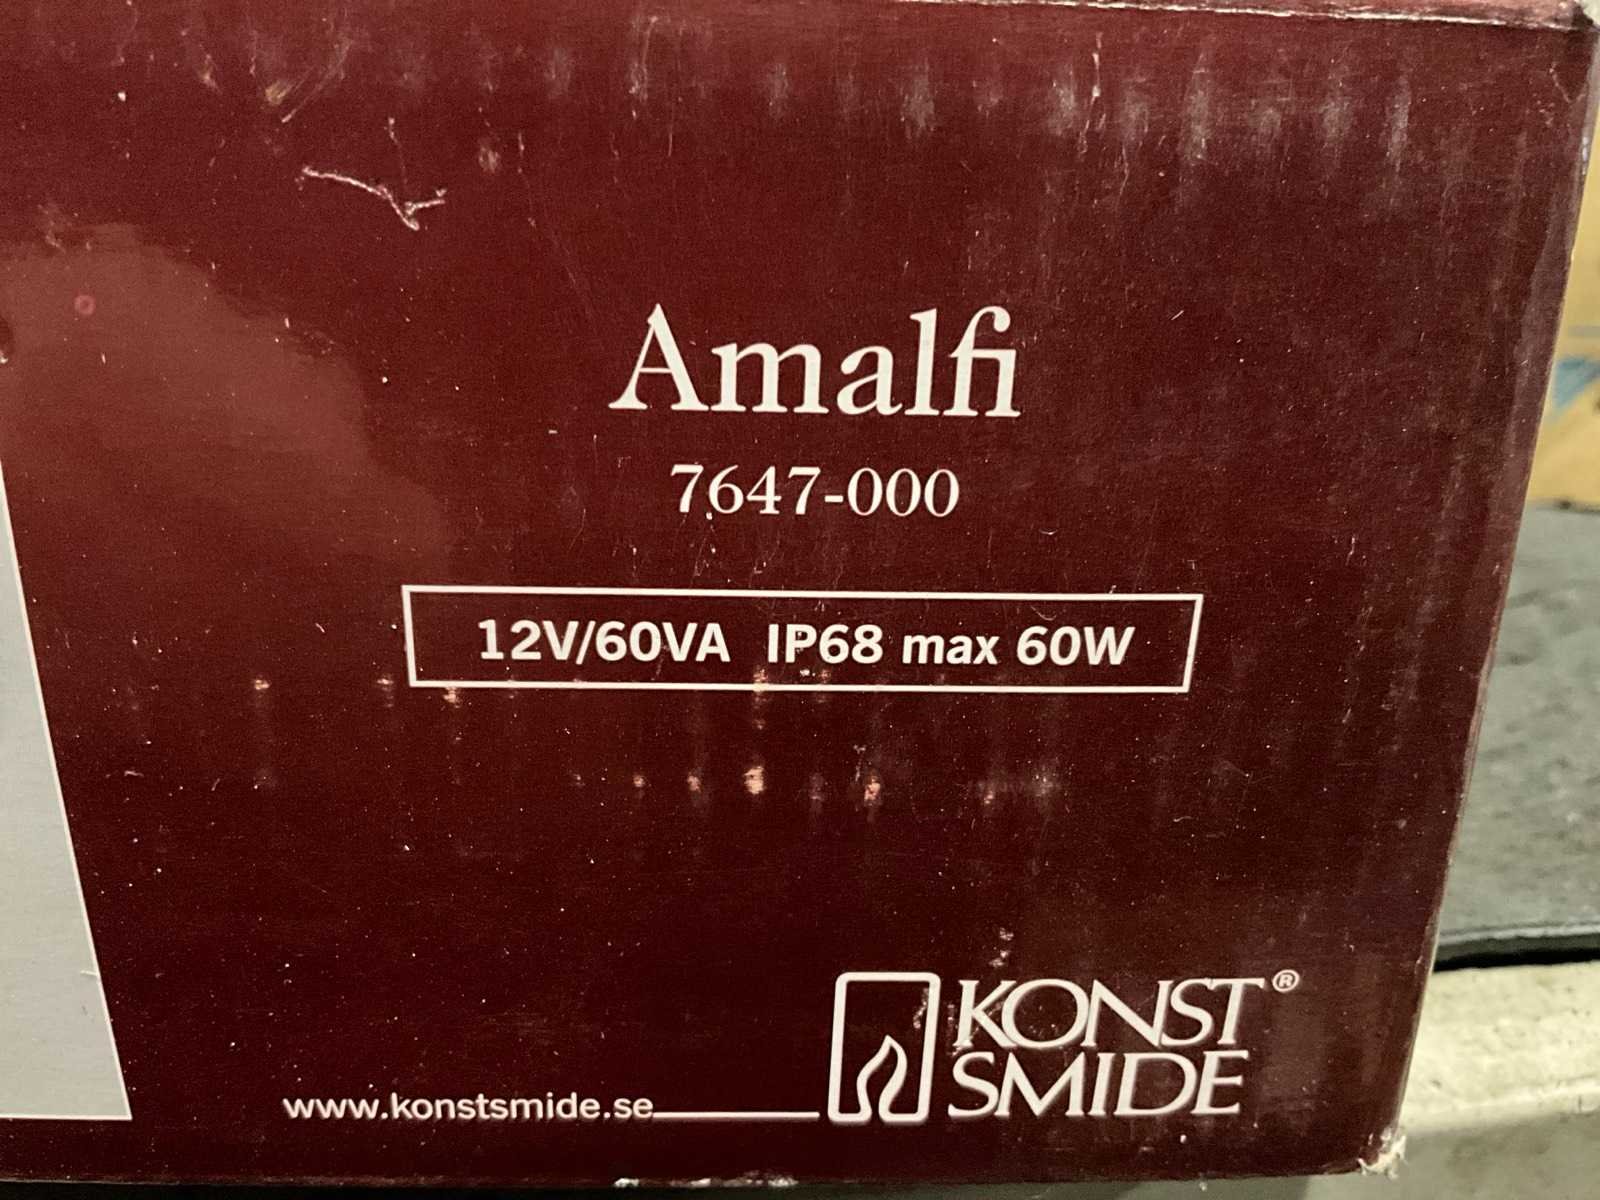 Amalfi
7647-000
12V/60VA IP68 max 60W
KONST®
SMIDE
www.konstsmide.se